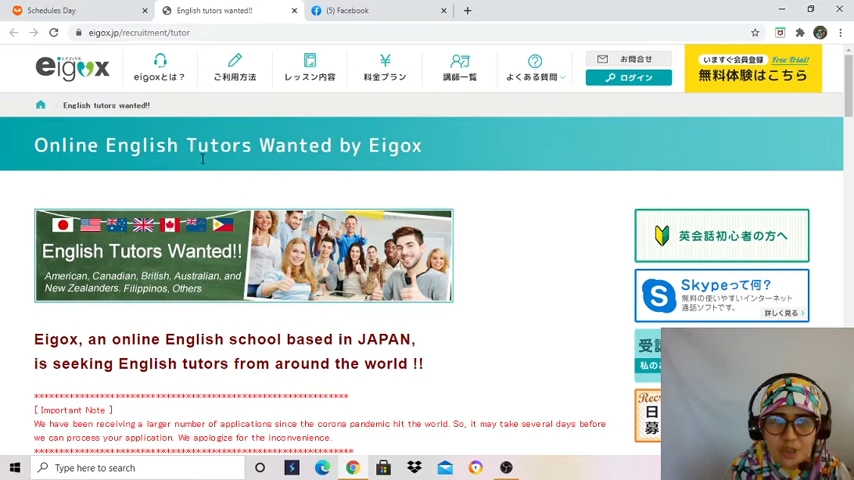 Schedules Day
English tutors wanted!!
(5) Facebook
eigox.jp/recruitment/tutor
eigox
eigoxとは?
ご利用方法
レッスン内容
料金プラン
講師一覧
よくある質問
お問合せ
ログイン
いますぐ会員登録 Free Trial!
無料体験はこちら
English tutors wanted!!
Online English Tutors Wanted by Eigox
English Tutors Wanted!!
American, Canadian, British, Australian, and
New Zealanders. Filipinos, Others
英会話初心者の方へ
Skypeって何?
無料の使いやすいインターネット
通話ソフトです。
詳しく見る
Eigox, an online English school based in JAPAN,
is seeking English tutors from around the world !!
[ Important Note ]
We have been receiving a larger number of applications since the corona pandemic hit the world. So, it may take several days before
we can process your application. We apologize for the inconvenience.
受
私のお
Rec
日
募
Type here to search